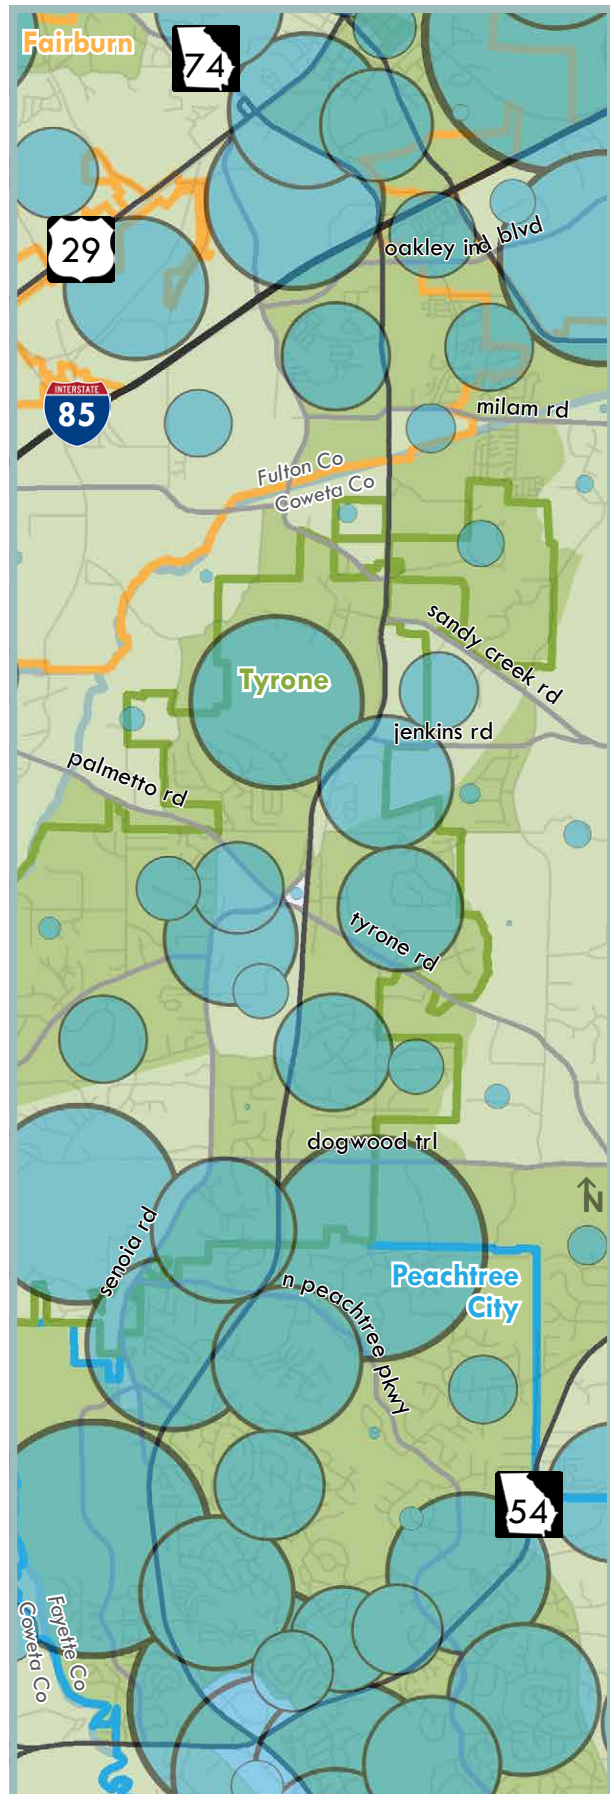 Fairburn
74
29
oakley ind blvd
INTERSTATE
85
milam rd
Fulton Co
Coweta Co
sandy creek rd
Tyrone
jenkins rd
palmetto rd
tyrone rd
dogwood trl
N
senoia rd
Peachtree
City
n peachtree pkwy
54
Fayette Co
Coweta Co